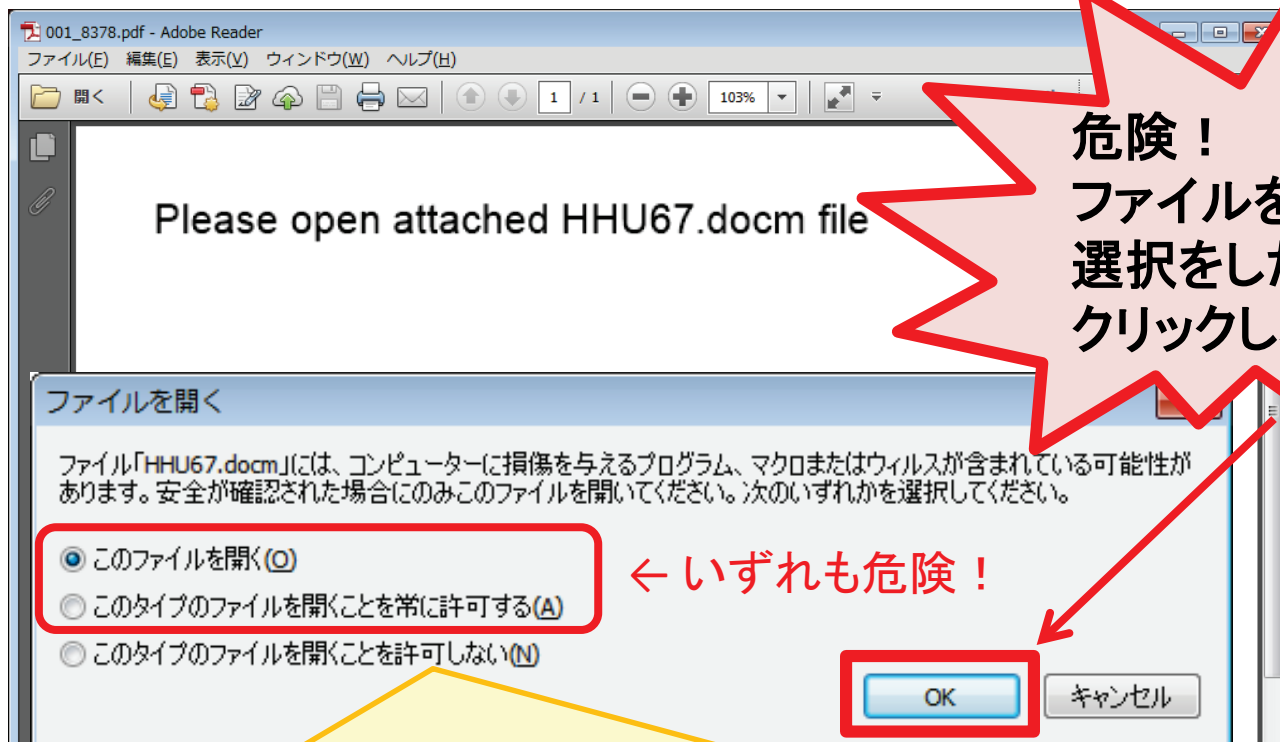 001_8378.pdf - Adobe Reader
ファイル(F) 編集(E) 表示(V) ウィンドウ(W) ヘルプ(H)
開く 1 / 1 103%
危険！
ファイルを
選択をした
クリックし
Please open attached HHU67.docm file
ファイルを開く
ファイル「HHU67.docm」には、コンピューターに損傷を与えるプログラム、マクロまたはウィルスが含まれている可能性が
あります。安全が確認された場合にのみこのファイルを開いてください。次のいずれかを選択してください。
このファイルを開く(O)
←いずれも危険！
このタイプのファイルを開くことを常に許可する(A)
このタイプのファイルを開くことを許可しない(N)
OK キャンセル